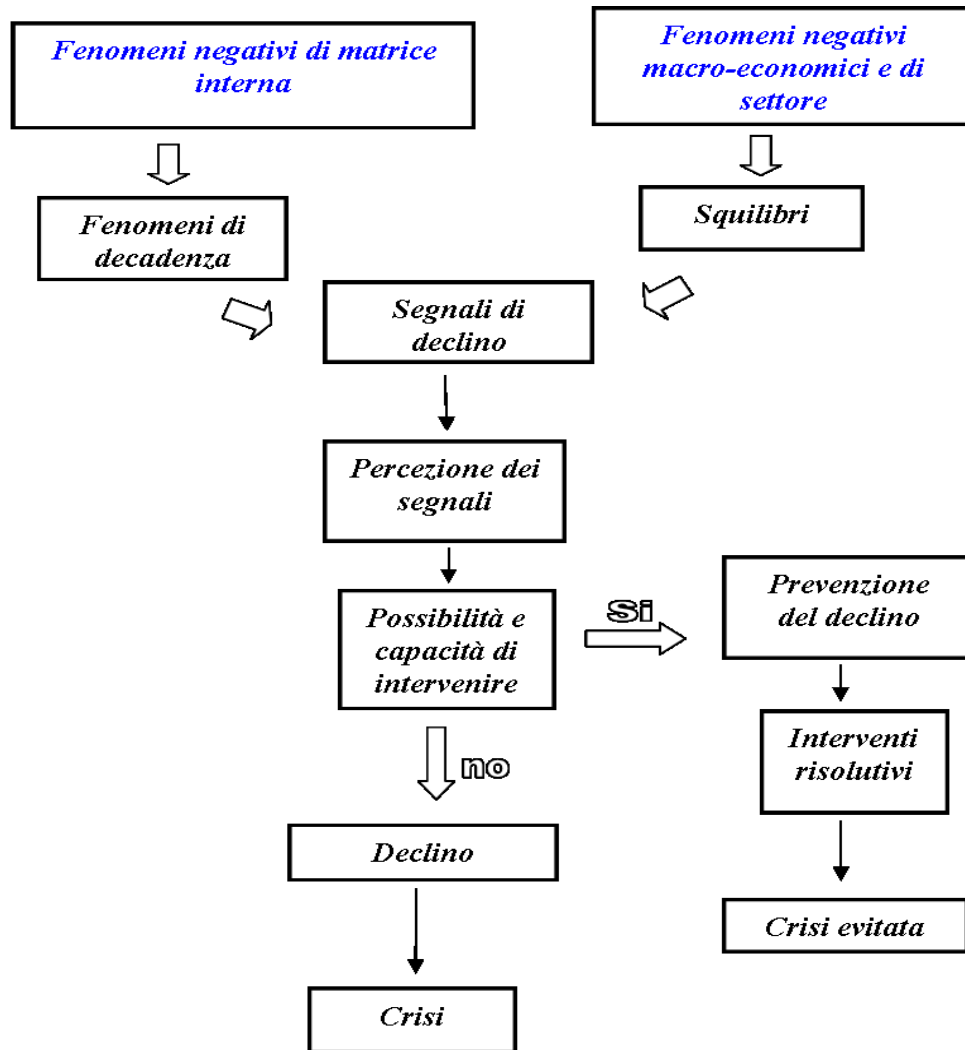 Fenomeni negativi di matrice
interna
Fenomeni negativi
macro-economici e di
settore
Fenomeni di
decadenza
Squilibri
Segnali di
declino
Percezione dei
segnali
Possibilità e
capacità di
intervenire
Si
Prevenzione
del declino
no
Interventi
risolutivi
Declino
Crisi evitata
Crisi